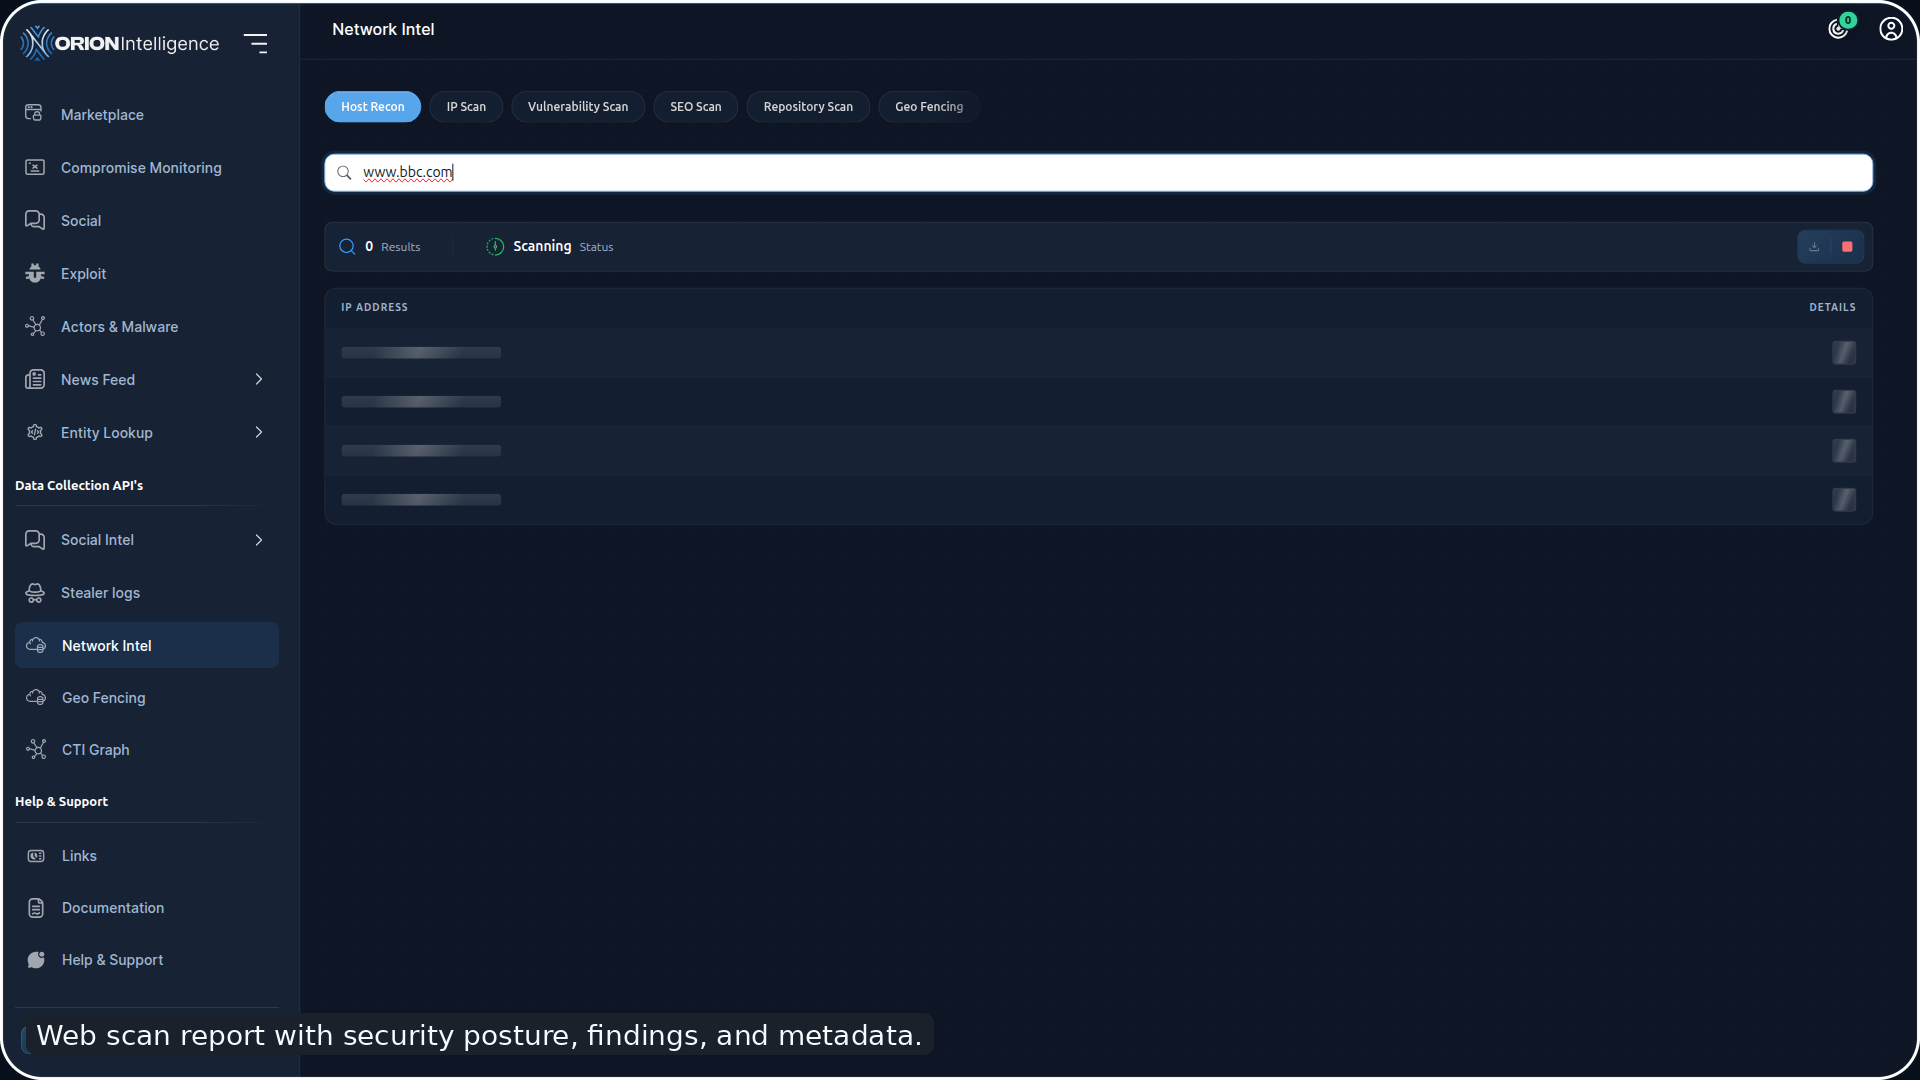 ORION Intelligence
Marketplace
Compromise Monitoring
Social
Exploit
Actors & Malware
News Feed
Entity Lookup
Data Collection API's
Social Intel
Stealer logs
Network Intel
Geo Fencing
CTI Graph
Help & Support
Links
Documentation
Help & Support
Network Intel
0
Host Recon
IP Scan
Vulnerability Scan
SEO Scan
Repository Scan
Geo Fencing
www.bbc.com
0 Results
Scanning Status
IP ADDRESS
DETAILS
Web scan report with security posture, findings, and metadata.